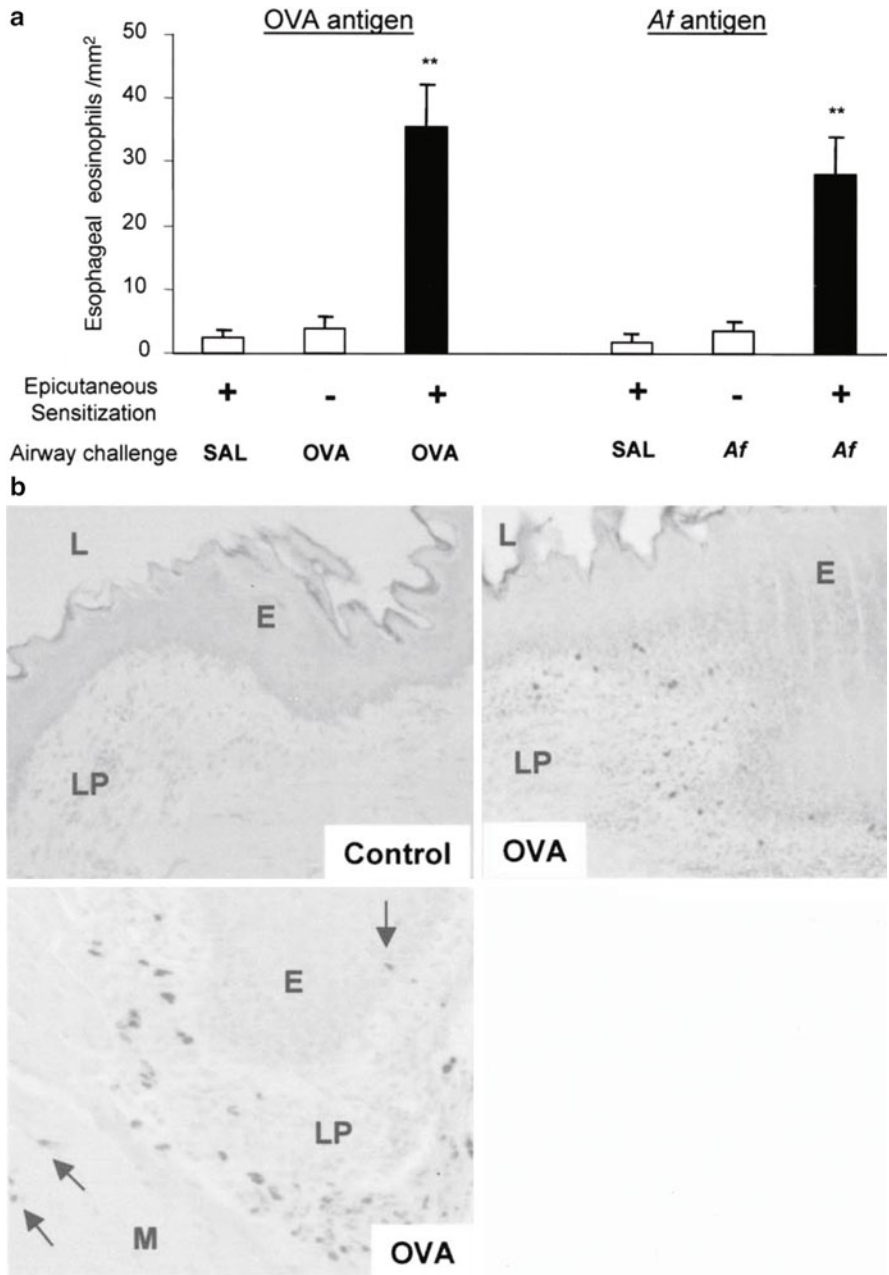 a
OVA antigen
Af antigen
Esophageal eosinophils /mm²
50
40
30
20
10
0
**
**
Epicutaneous Sensitization
+ - + + - +
Airway challenge SAL OVA OVA SAL Af Af
b
L
E
LP
Control
L
E
LP
OVA
E
LP
M
OVA